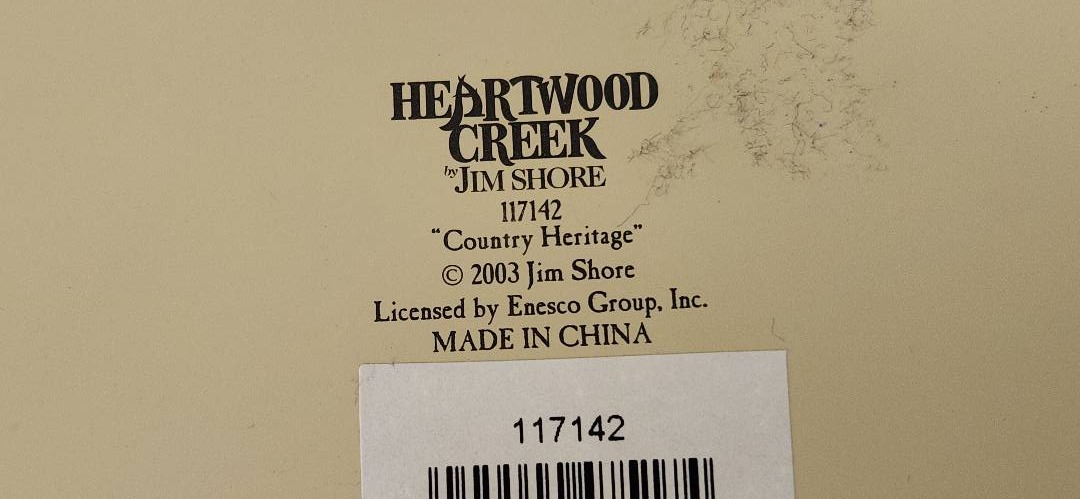 HEARTWOOD
CREEK
by JIM SHORE
117142
"Country Heritage"
© 2003 Jim Shore
Licensed by Enesco Group, Inc.
MADE IN CHINA
117142